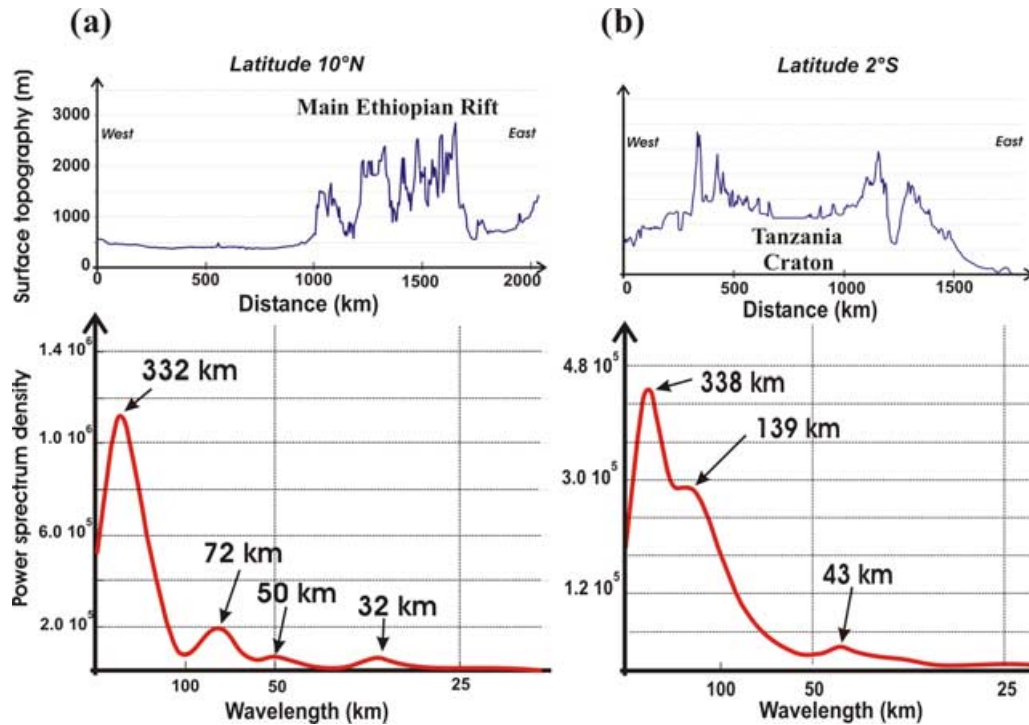 (a)
Latitude 10°N
Surface topography (m)
3000
2000
1000
0
West
Main Ethiopian Rift
East
0
500
1000
1500
2000
Distance (km)
Power sprectrum density
1.4 10⁶
1.0 10⁶
6.0 10⁵
2.0 10⁵
332 km
72 km
50 km
32 km
100
50
25
Wavelength (km)
(b)
Latitude 2°S
West
East
Tanzania
Craton
0
500
1000
1500
Distance (km)
4.8 10⁵
3.0 10⁵
1.2 10⁵
338 km
139 km
43 km
100
50
25
Wavelength (km)